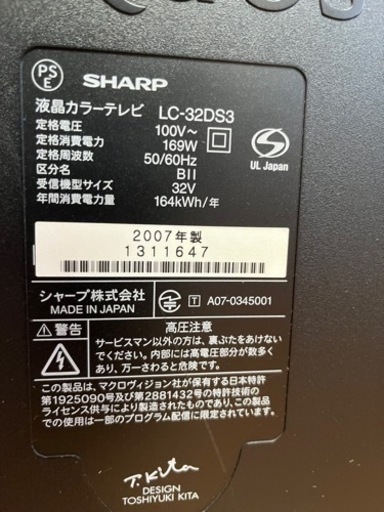 PS
E
SHARP
液晶カラーテレビ LC-32DS3
定格電圧 100V~
定格消費電力 169W
定格周波数 50/60Hz
区分名 BII
受信機型サイズ 32V
年間消費電力量 164kWh/年
S
UL Japan
2007年製
1311647
シャープ株式会社
MADE IN JAPAN
T A07-0345001
警告 高圧注意
サービスマン以外の方は、裏ぶたをあけない
でください。内部には高電圧部分が数多く
あり、万一さわると危険です。
この製品は、マクロヴィジョン社が保有する日本特許
第1925090号及び第2881432号の特許技術の
ライセンス供与により製造されたものであり、この製品
での使用は一部のプログラム配信に限られています。
T.Kita
DESIGN
TOSHIYUKI KITA